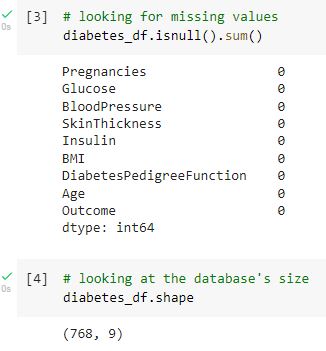 [3] # looking for missing values
0s diabetes_df.isnull().sum()
Pregnancies 0
Glucose 0
BloodPressure 0
SkinThickness 0
Insulin 0
BMI 0
DiabetesPedigreeFunction 0
Age 0
Outcome 0
dtype: int64
[4] # looking at the database's size
0s diabetes_df.shape
(768, 9)